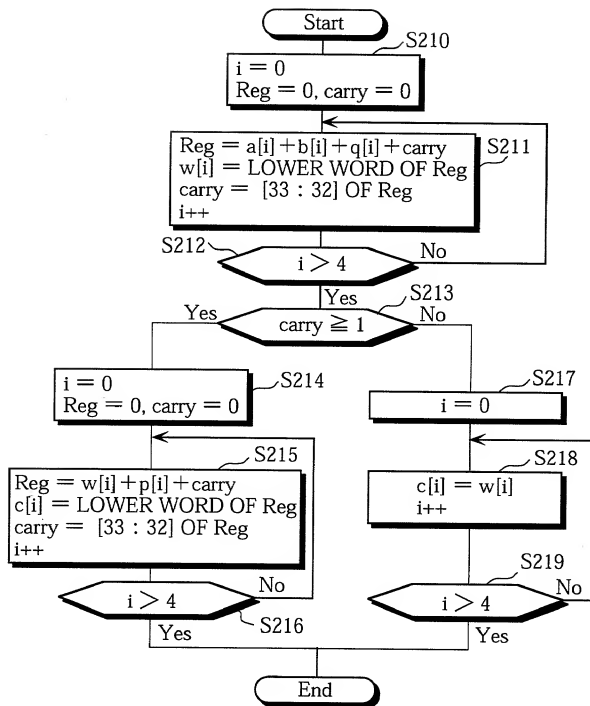 Start
S210
i = 0
Reg = 0, carry = 0
Reg = a[i]+b[i]+q[i]+carry
w[i] = LOWER WORD OF Reg
carry = [33 : 32] OF Reg
i++
S211
S212
i > 4
No
Yes
S213
Yes
carry ≧ 1
No
i = 0
Reg = 0, carry = 0
S214
S217
i = 0
S215
Reg = w[i]+p[i]+carry
c[i] = LOWER WORD OF Reg
carry = [33 : 32] OF Reg
i++
S218
c[i] = w[i]
i++
i > 4
No
S216
Yes
S219
i > 4
No
Yes
End